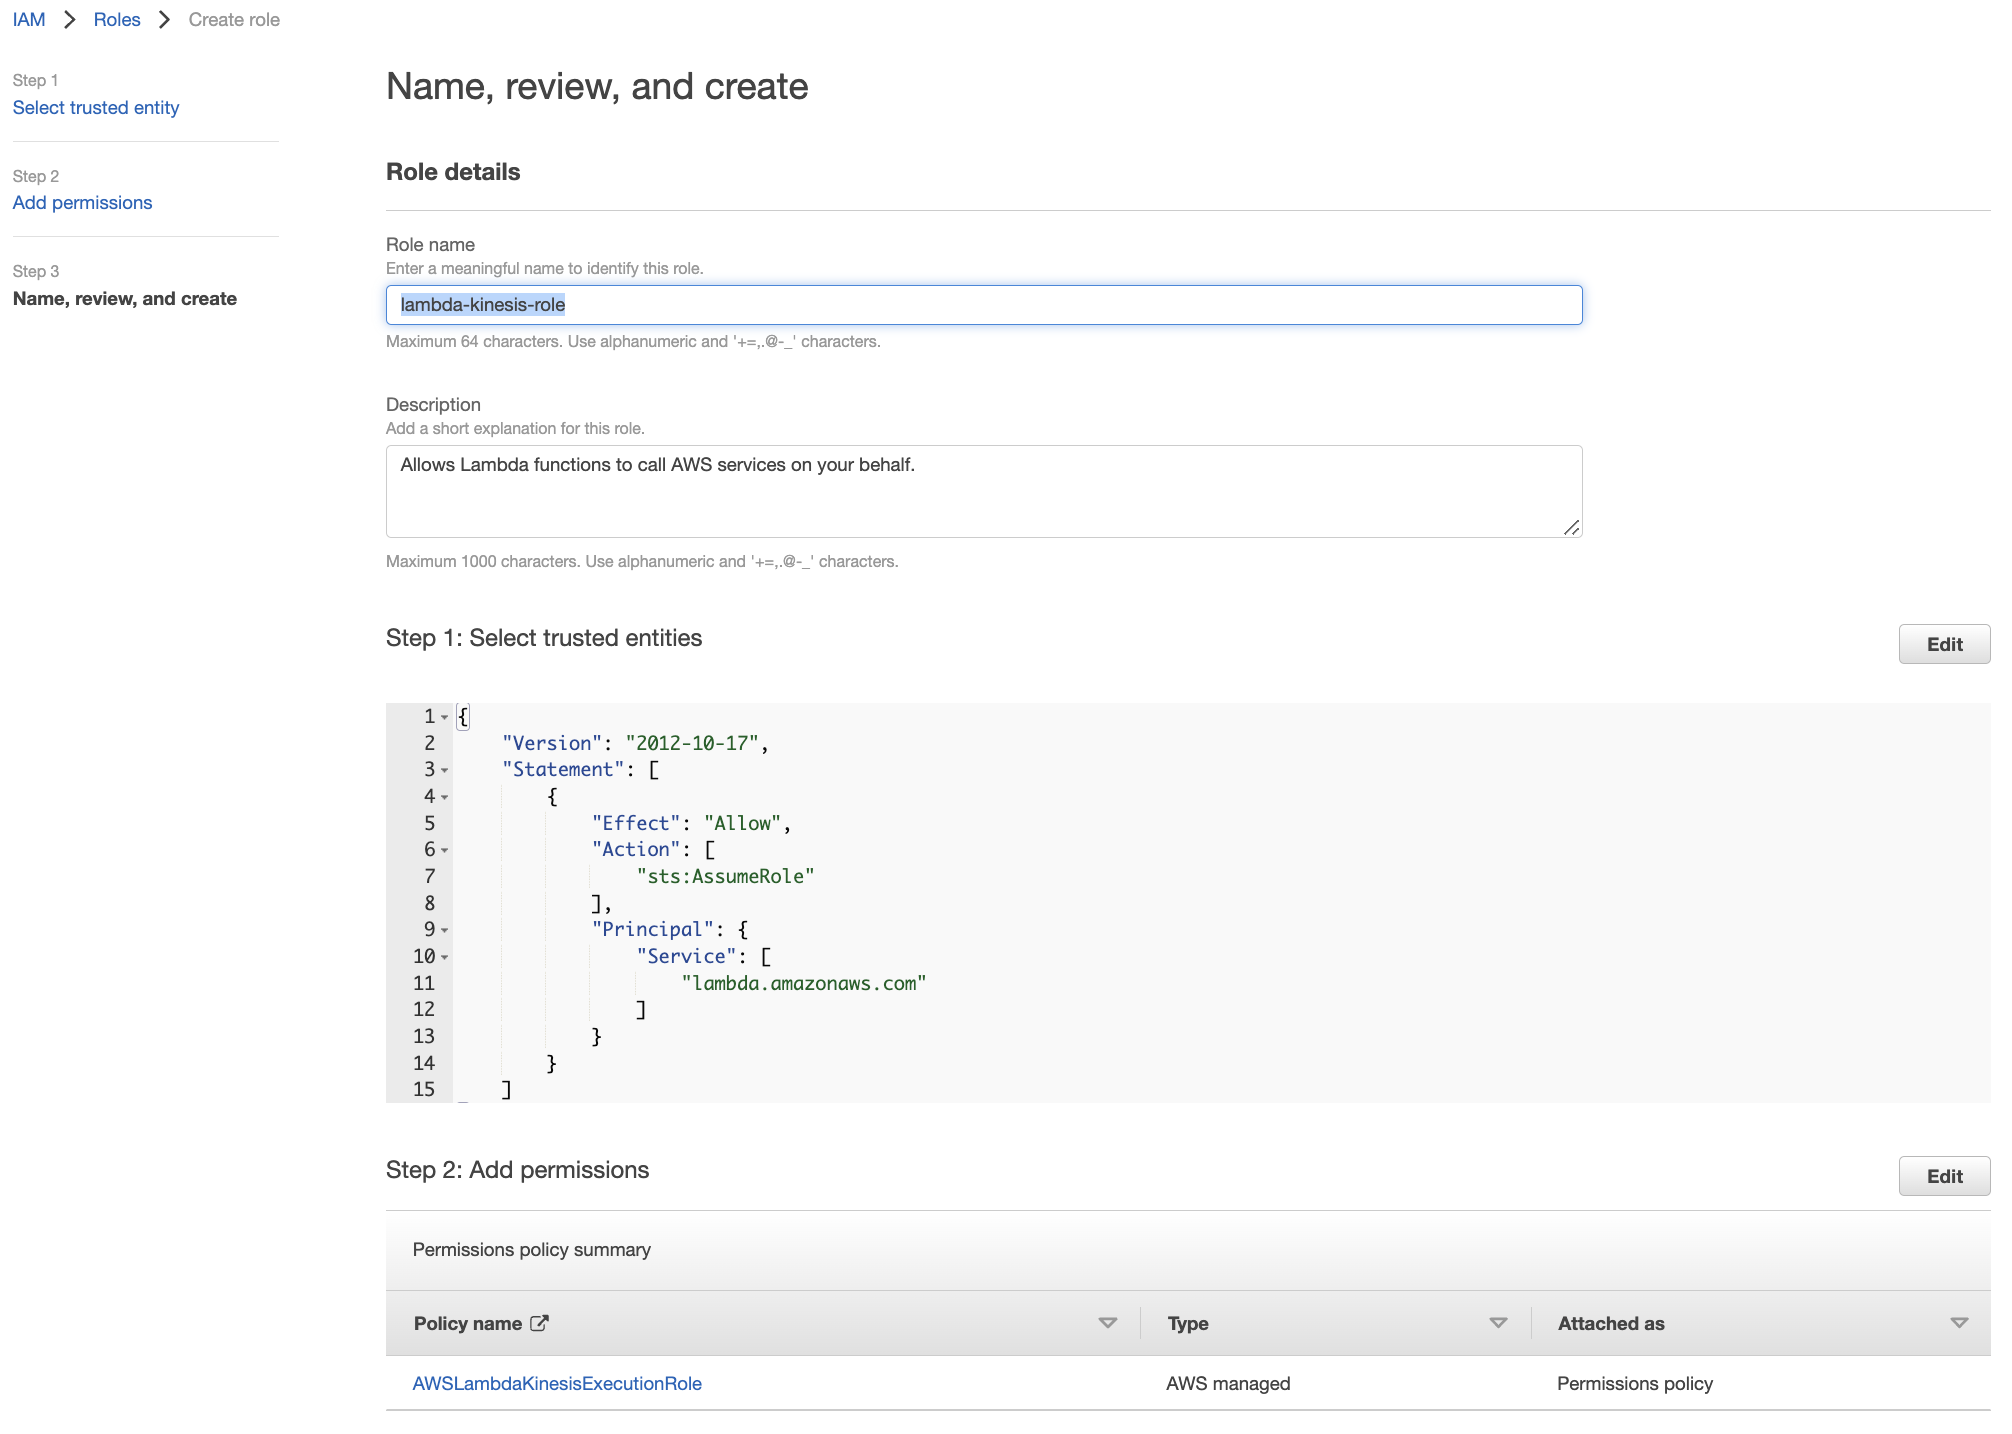 IAM > Roles > Create role
Step 1
Select trusted entity
Step 2
Add permissions
Step 3
Name, review, and create
Name, review, and create
Role details
Role name
Enter a meaningful name to identify this role.
lambda-kinesis-role
Maximum 64 characters. Use alphanumeric and '+=,.@-_' characters.
Description
Add a short explanation for this role.
Allows Lambda functions to call AWS services on your behalf.
Maximum 1000 characters. Use alphanumeric and '+=,.@-_' characters.
Step 1: Select trusted entities
Edit
1 {
2     "Version": "2012-10-17",
3     "Statement": [
4         {
5             "Effect": "Allow",
6             "Action": [
7                 "sts:AssumeRole"
8             ],
9             "Principal": {
10                 "Service": [
11                     "lambda.amazonaws.com"
12                 ]
13             }
14         }
15     ]
Step 2: Add permissions
Edit
Permissions policy summary
Policy name Type Attached as
AWSLambdaKinesisExecutionRole AWS managed Permissions policy